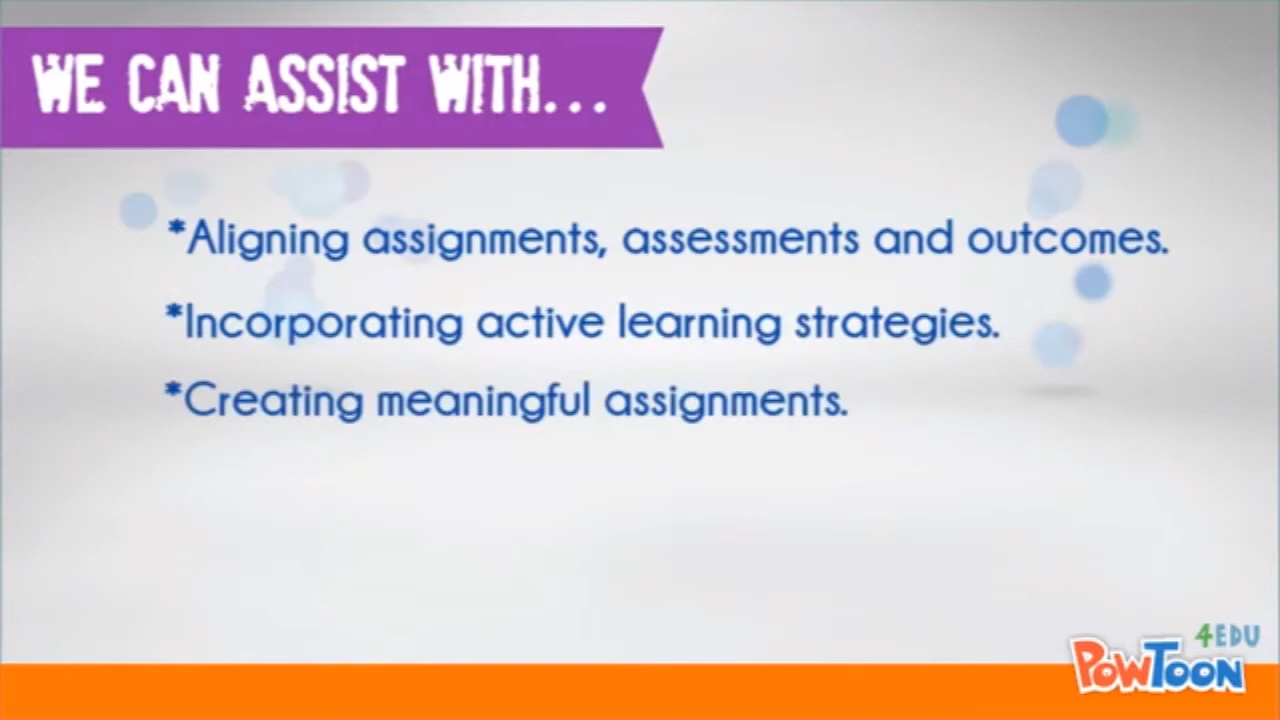 WE CAN ASSIST WITH...
*Aligning assignments, assessments and outcomes.
*Incorporating active learning strategies.
*Creating meaningful assignments.
4EDU
POWTOON